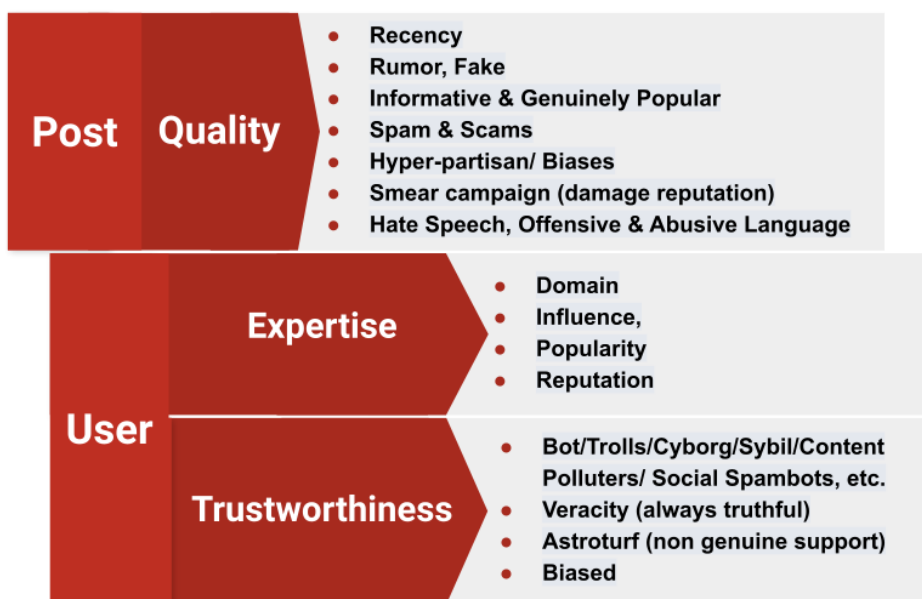 Post
Quality
Recency
Rumor, Fake
Informative & Genuinely Popular
Spam & Scams
Hyper-partisan/ Biases
Smear campaign (damage reputation)
Hate Speech, Offensive & Abusive Language
User
Expertise
Domain
Influence,
Popularity
Reputation
Trustworthiness
Bot/Trolls/Cyborg/Sybil/Content
Polluters/ Social Spambots, etc.
Veracity (always truthful)
Astroturf (non genuine support)
Biased